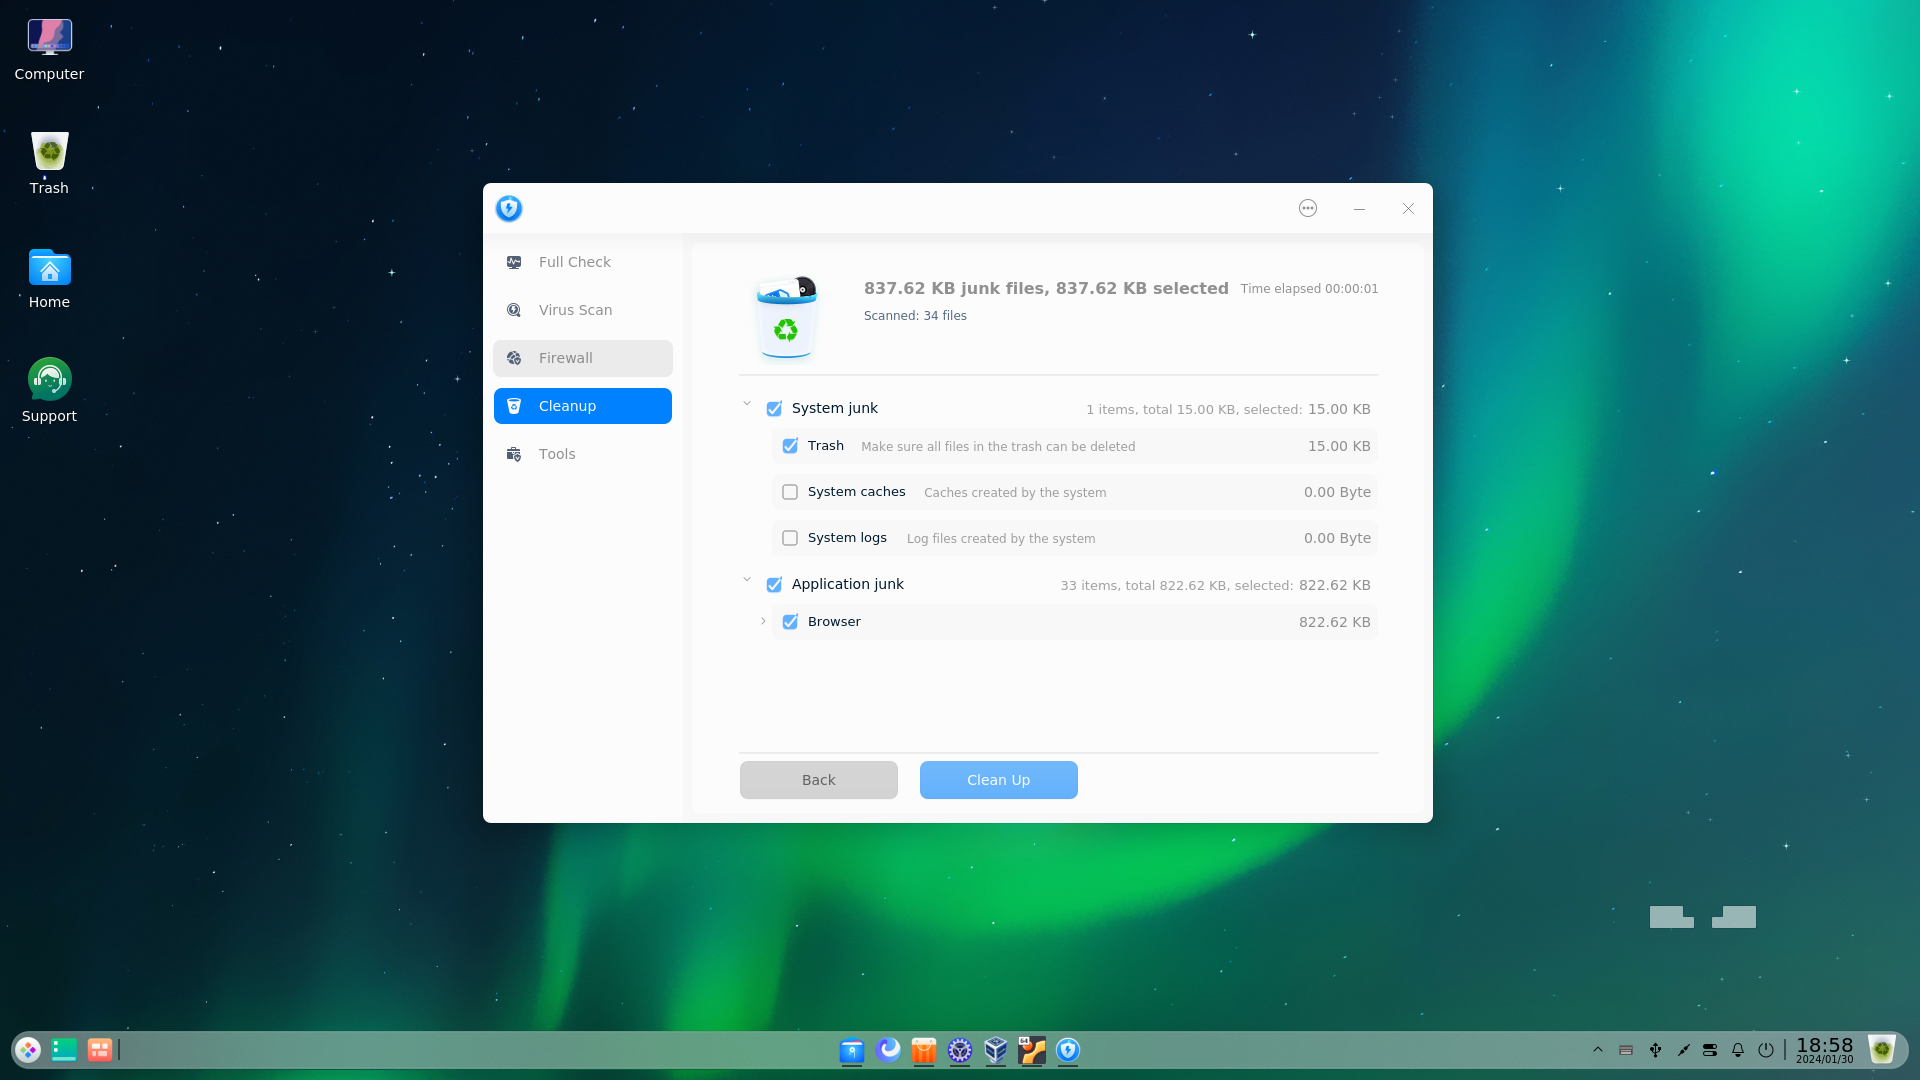 Computer
Trash
Home
Support
Full Check
Virus Scan
Firewall
Cleanup
Tools
837.62 KB junk files, 837.62 KB selected
Time elapsed 00:00:01
Scanned: 34 files
System junk
1 items, total 15.00 KB, selected: 15.00 KB
Trash Make sure all files in the trash can be deleted 15.00 KB
System caches Caches created by the system 0.00 Byte
System logs Log files created by the system 0.00 Byte
Application junk
33 items, total 822.62 KB, selected: 822.62 KB
Browser 822.62 KB
Back
Clean Up
64
18:58
2024/01/30